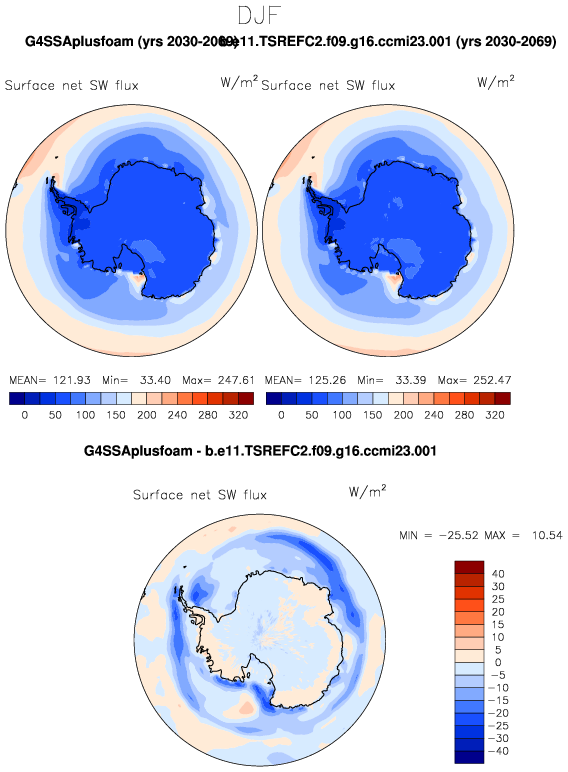 DJF
G4SSAplusfoam (yrs 2030-2069)
b.e11.TSREFC2.f09.g16.ccmi23.001 (yrs 2030-2069)
Surface net SW flux W/m²
Surface net SW flux W/m²
MEAN= 121.93 Min= 33.40 Max= 247.61
MEAN= 125.26 Min= 33.39 Max= 252.47
0 50 100 150 200 240 280 320
0 50 100 150 200 240 280 320
G4SSAplusfoam - b.e11.TSREFC2.f09.g16.ccmi23.001
Surface net SW flux W/m²
MIN = -25.52 MAX = 10.54
40
30
25
20
15
10
5
0
-5
-10
-15
-20
-25
-30
-40